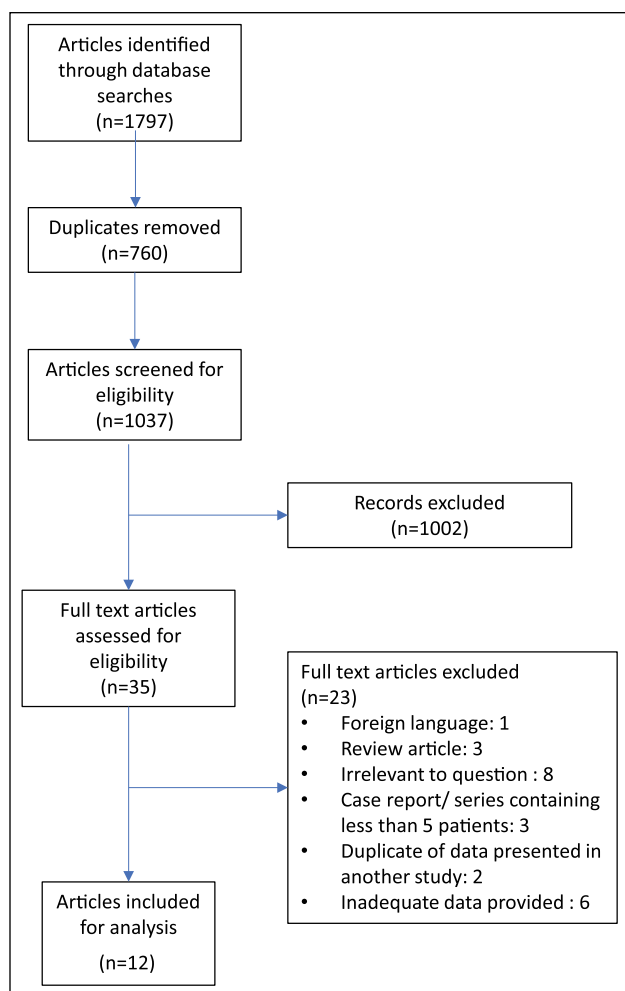 Articles identified
through database
searches
(n=1797)
Duplicates removed
(n=760)
Articles screened for
eligibility
(n=1037)
Records excluded
(n=1002)
Full text articles
assessed for
eligibility
(n=35)
Full text articles excluded
(n=23)
• Foreign language: 1
• Review article: 3
• Irrelevant to question : 8
• Case report/ series containing
less than 5 patients: 3
• Duplicate of data presented in
another study: 2
• Inadequate data provided : 6
Articles included
for analysis
(n=12)